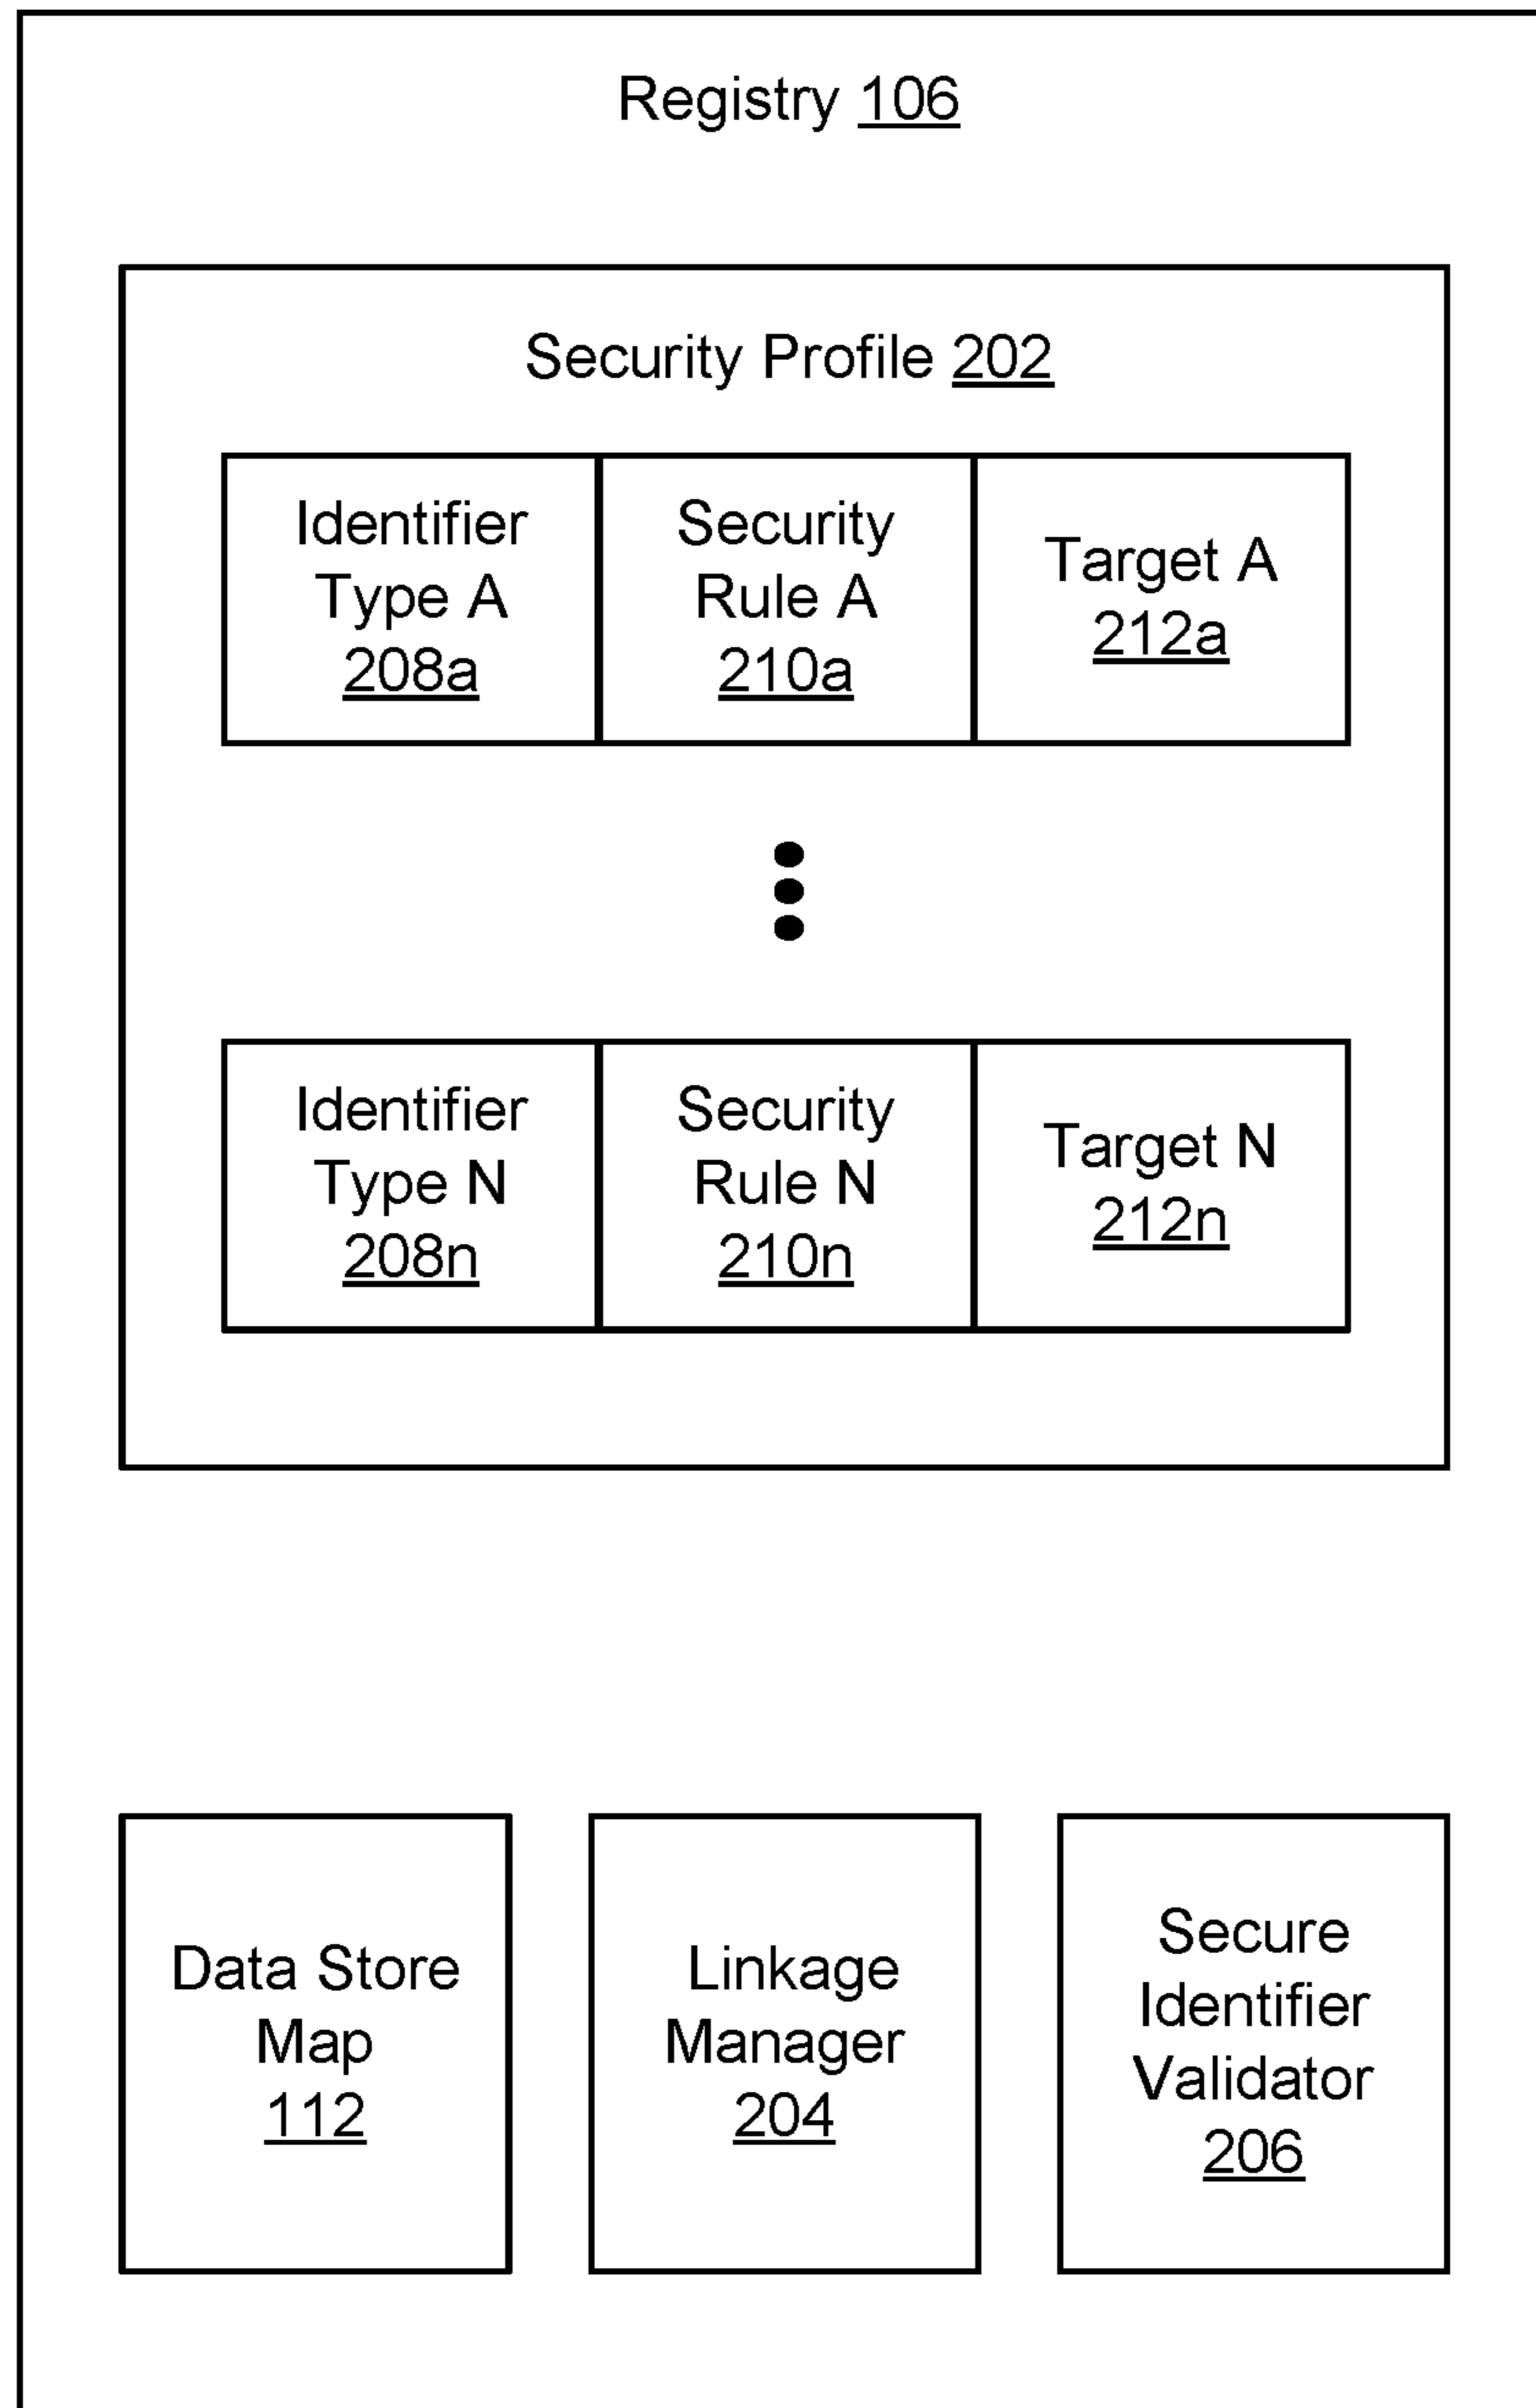 Registry 106
Security Profile 202
Identifier
Type A
208a
Security
Rule A
210a
Target A
212a
Identifier
Type N
208n
Security
Rule N
210n
Target N
212n
Data Store
Map
112
Linkage
Manager
204
Secure
Identifier
Validator
206